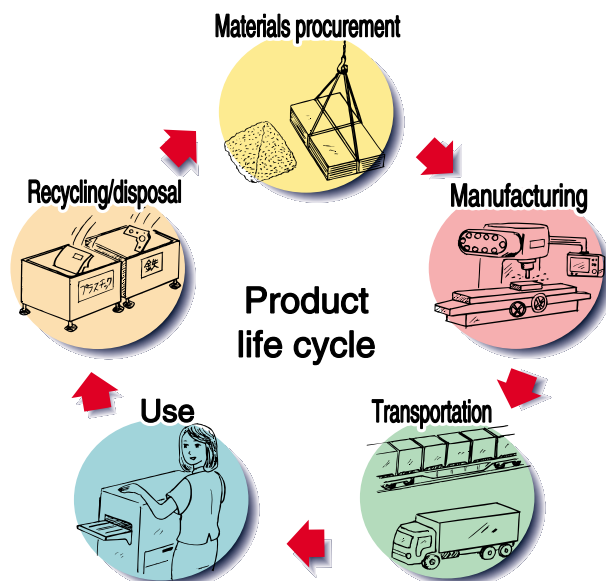 Materials procurement
Manufacturing
Recycling/disposal
プラスチック
鉄
Product
life cycle
Use
Transportation